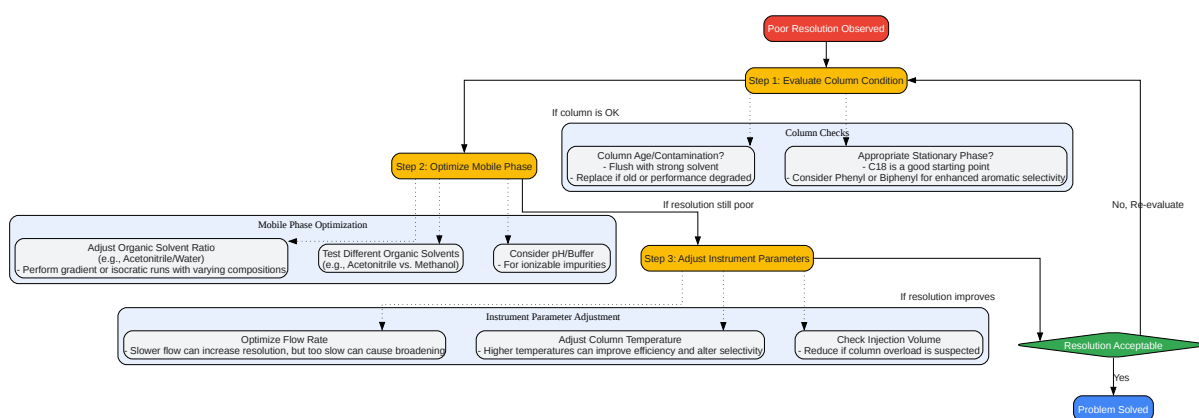 Poor Resolution Observed
Step 1: Evaluate Column Condition
If column is OK
Column Checks
Column Age/Contamination?
- Flush with strong solvent
- Replace if old or performance degraded
Appropriate Stationary Phase?
- C18 is a good starting point
- Consider Phenyl or Biphenyl for enhanced aromatic selectivity
Step 2: Optimize Mobile Phase
If resolution still poor
No, Re-evaluate
Mobile Phase Optimization
Adjust Organic Solvent Ratio
(e.g., Acetonitrile/Water)
- Perform gradient or isocratic runs with varying compositions
Test Different Organic Solvents
(e.g., Acetonitrile vs. Methanol)
Consider pH/Buffer
- For ionizable impurities
Step 3: Adjust Instrument Parameters
If resolution improves
Instrument Parameter Adjustment
Optimize Flow Rate
- Slower flow can increase resolution, but too slow can cause broadening
Adjust Column Temperature
- Higher temperatures can improve efficiency and alter selectivity
Check Injection Volume
- Reduce if column overload is suspected
Resolution Acceptable
Yes
Problem Solved